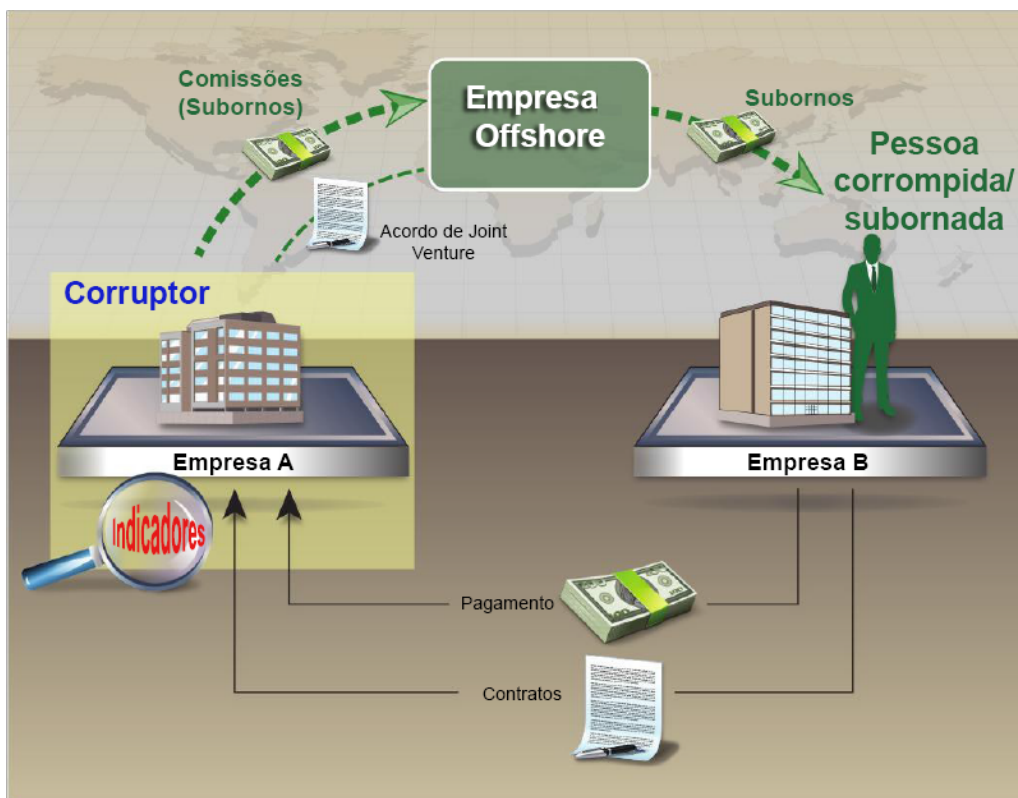 Comissões
(Subornos)
Empresa
Offshore
Subornos
Pessoa
corrompida/
subornada
Acordo de Joint
Venture
Corruptor
Empresa A
Empresa B
Indicadores
Pagamento
Contratos